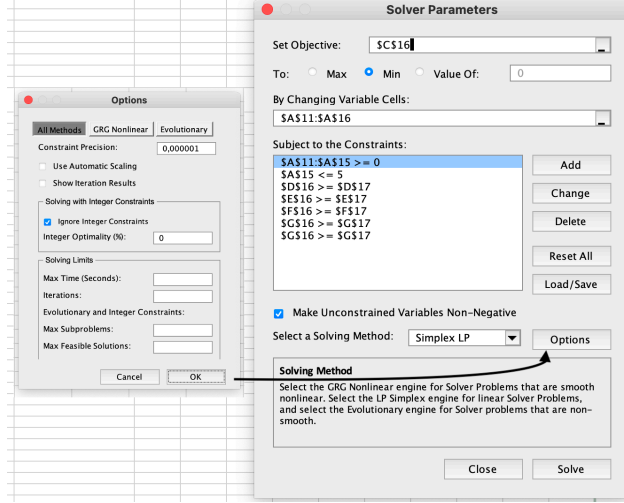 Solver Parameters
Set Objective: $C$16
To: Max Min Value Of: 0
By Changing Variable Cells:
$A$11:$A$16
Subject to the Constraints:
$A$11:$A$15 >= 0
$A$15 <= 5
$D$16 >= $D$17
$E$16 >= $E$17
$F$16 >= $F$17
$G$16 >= $G$17
$G$16 >= $G$17
Add
Change
Delete
Reset All
Load/Save
Make Unconstrained Variables Non-Negative
Select a Solving Method: Simplex LP Options
Solving Method
Select the GRG Nonlinear engine for Solver Problems that are smooth
nonlinear. Select the LP Simplex engine for linear Solver Problems,
and select the Evolutionary engine for Solver problems that are non-
smooth.
Close Solve
Options
All Methods GRG Nonlinear Evolutionary
Constraint Precision: 0,000001
Use Automatic Scaling
Show Iteration Results
Solving with Integer Constraints
Ignore Integer Constraints
Integer Optimality (%): 0
Solving Limits
Max Time (Seconds):
Iterations:
Evolutionary and Integer Constraints:
Max Subproblems:
Max Feasible Solutions:
Cancel OK